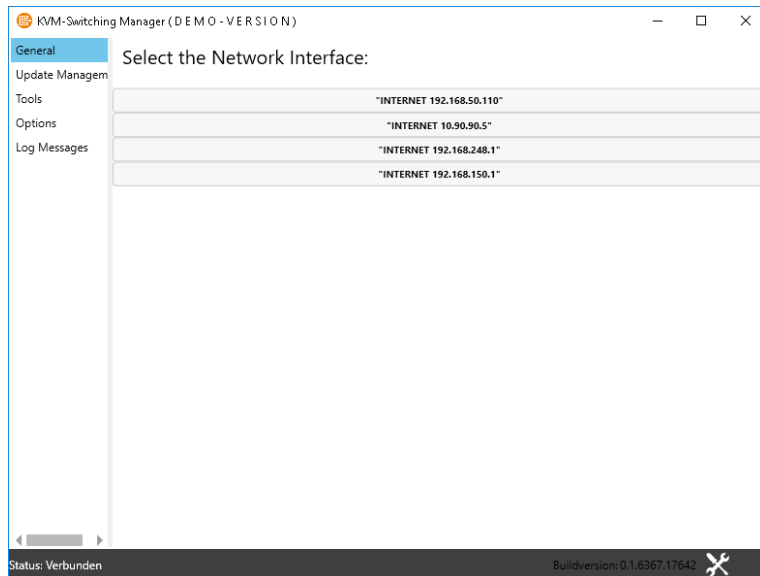 KVM-Switching Manager ( D E M O - V E R S I O N )
General
Update Managem
Tools
Options
Log Messages
Select the Network Interface:
"INTERNET 192.168.50.110"
"INTERNET 10.90.90.5"
"INTERNET 192.168.248.1"
"INTERNET 192.168.150.1"
Status: Verbunden
Buildversion: 0.1.6367.17642